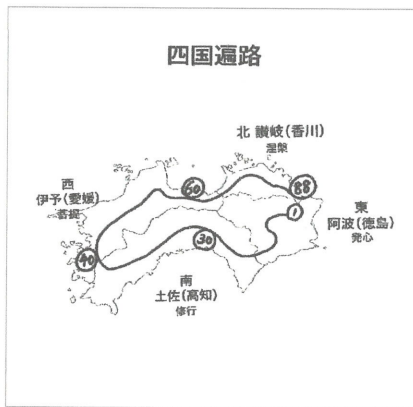 四国遍路
北 讃岐(香川)
涅槃
西
伊予(愛媛)
菩提
60
88
1
東
阿波(徳島)
発心
30
40
南
土佐(高知)
修行